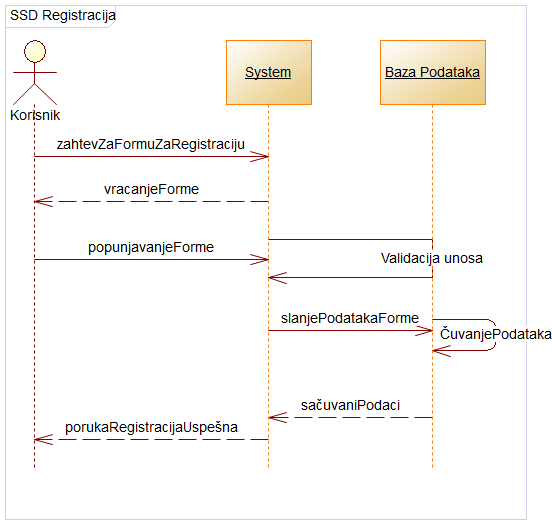 SSD Registracija
System
Baza Podataka
Korisnik
zahtevZaFormuZaRegistraciju
vracanjeForme
popunjavanjeForme
Validacija unosa
slanjePodatakaForme
ČuvanjePodataka
sačuvaniPodaci
porukaRegistracijaUspešna